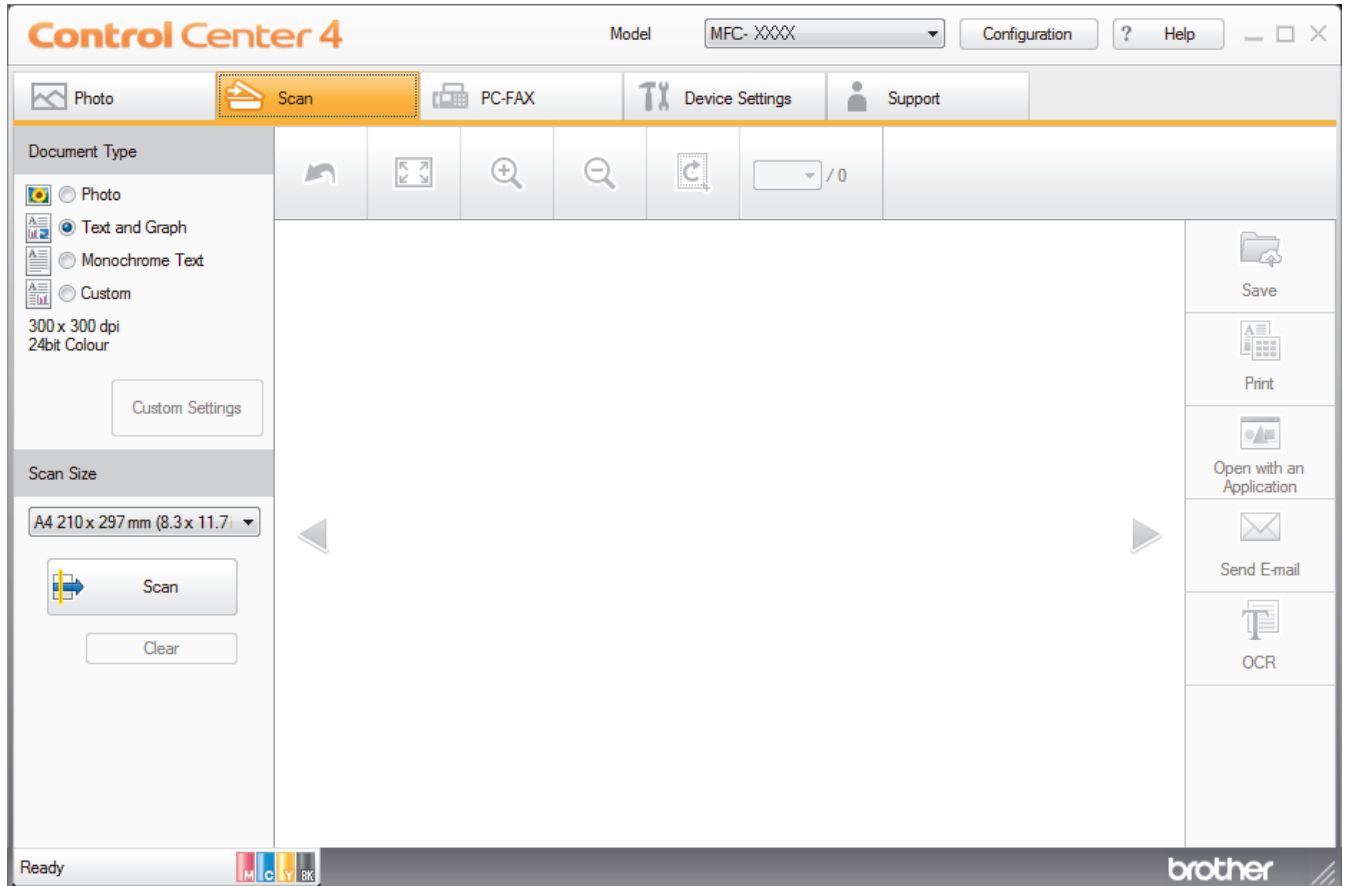 Control Center 4
Model MFC- XXXX Configuration ? Help
Photo Scan PC-FAX Device Settings Support
Document Type
Photo
Text and Graph
Monochrome Text
Custom
300 x 300 dpi
24bit Colour
Custom Settings
Scan Size
A4 210 x 297 mm (8.3 x 11.7
Scan
Clear
/ 0
Save
Print
Open with an
Application
Send E-mail
OCR
Ready M C Y BK brother